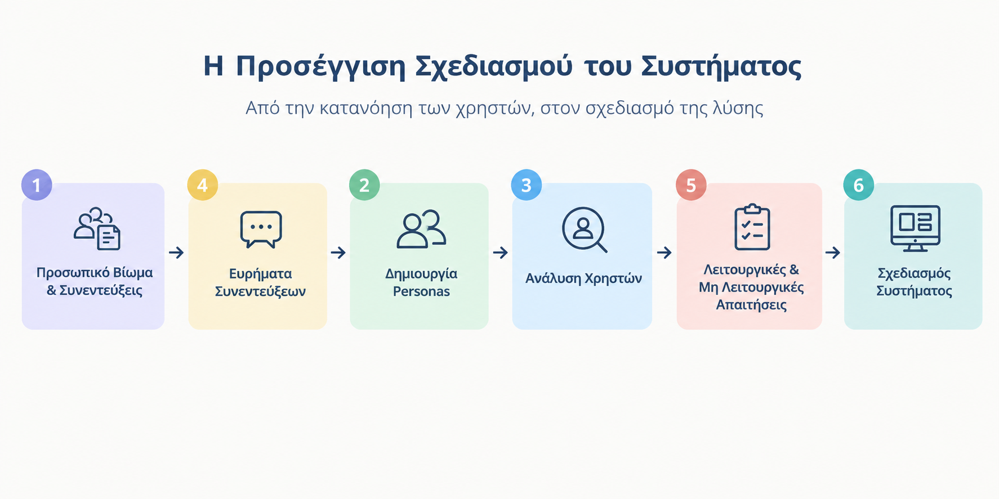 Η Προσέγγιση Σχεδιασμού του Συστήματος
Από την κατανόηση των χρηστών, στον σχεδιασμό της λύσης
1
Προσωπικό Βίωμα
& Συνεντεύξεις
4
Ευρήματα
Συνεντεύξεων
2
Δημιουργία
Personas
3
Ανάλυση Χρηστών
5
Λειτουργικές &
Μη Λειτουργικές
Απαιτήσεις
6
Σχεδιασμός
Συστήματος